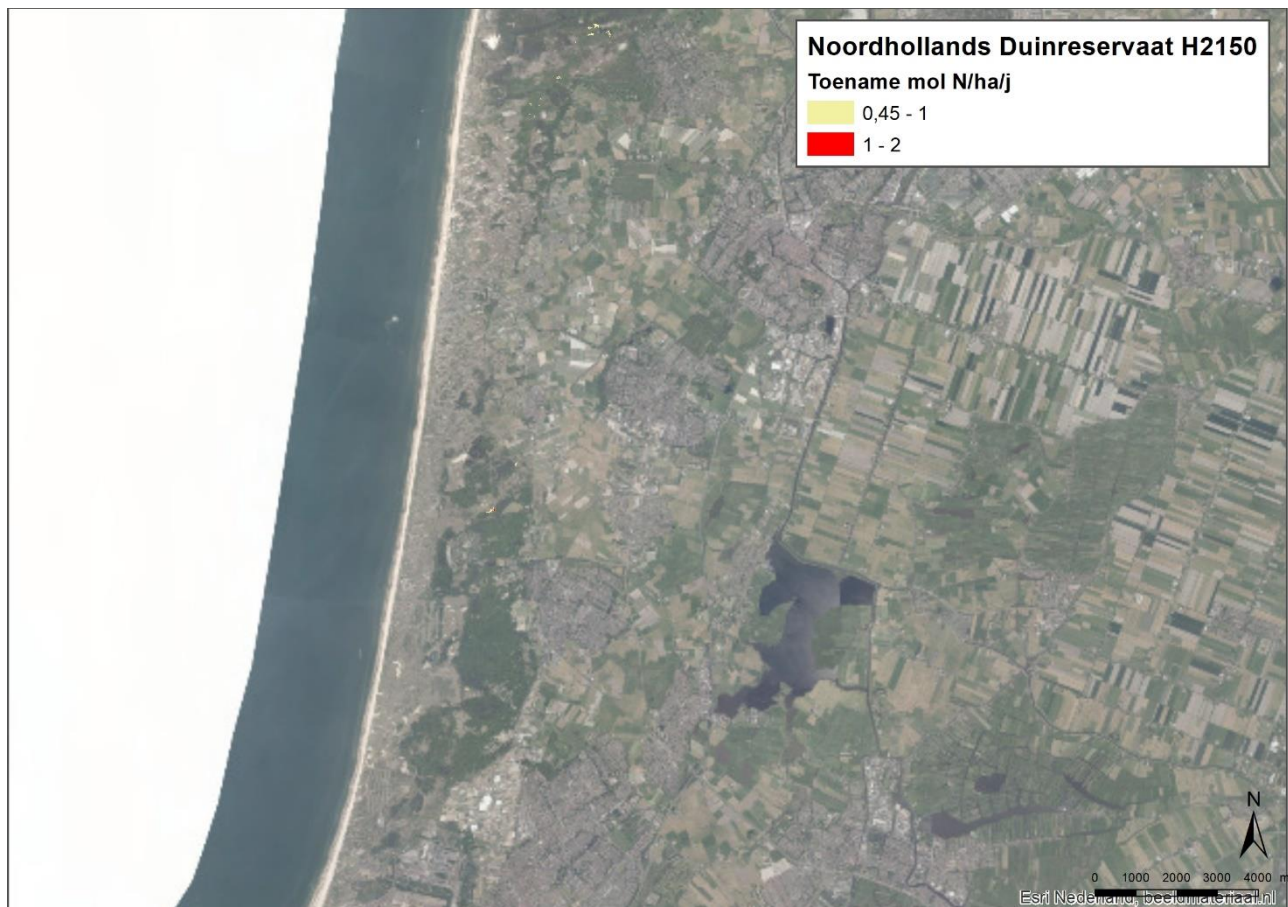 Noordhollands Duinreservaat H2150
Toename mol N/ha/j
0,45 - 1
1 - 2
N
0 1000 2000 3000 4000 m
Esri Nederland, beeldmateriaal.nl